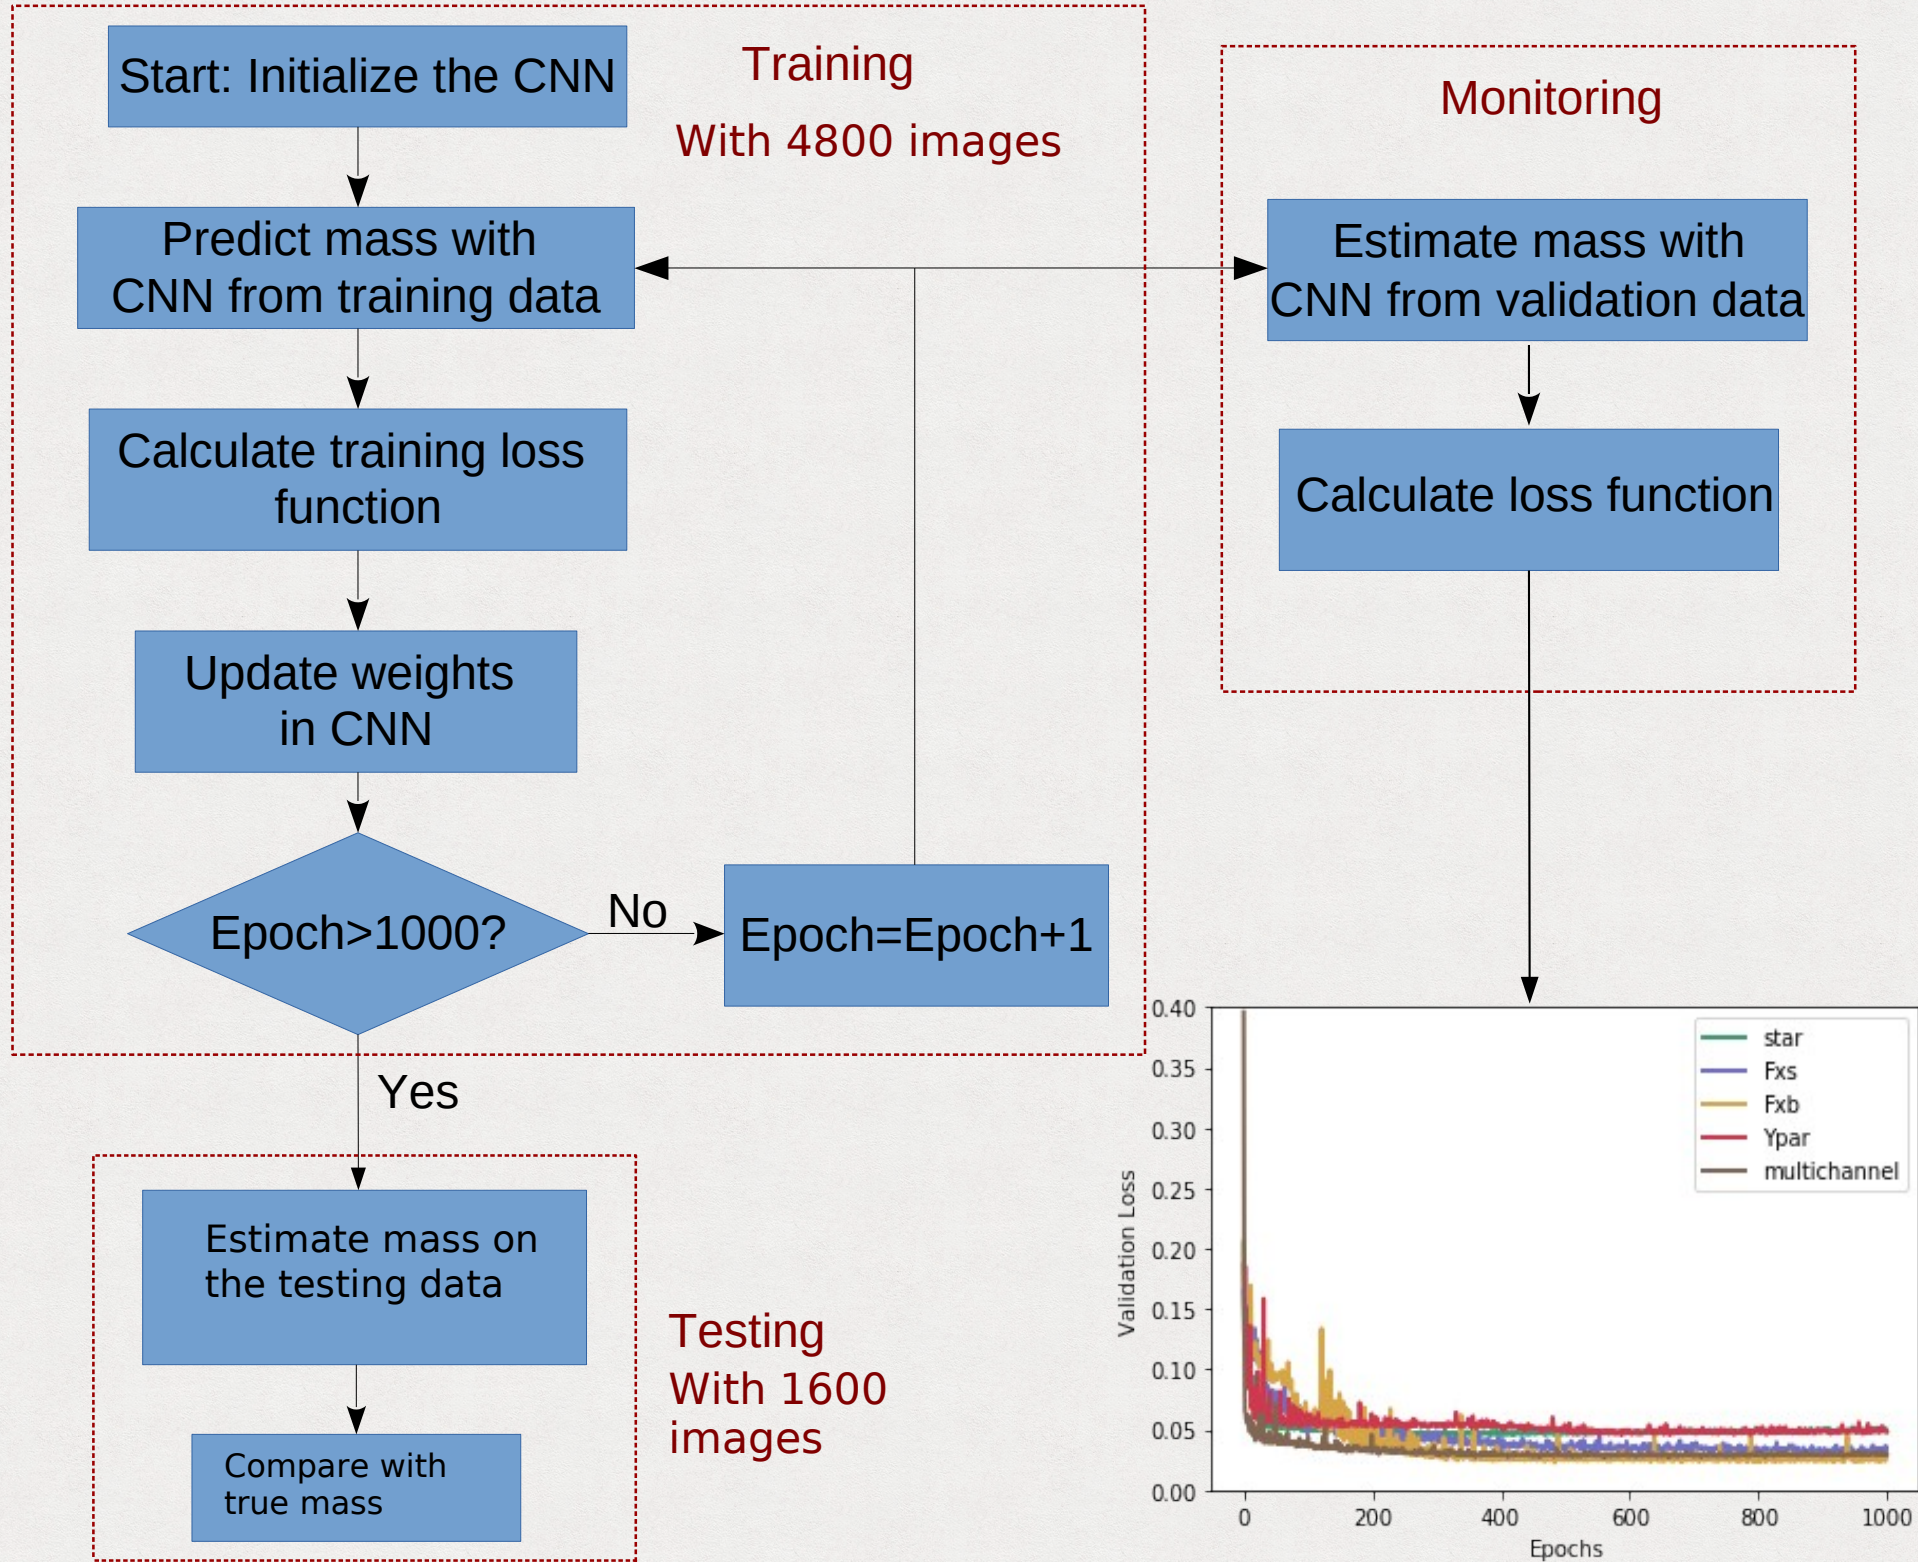 Start: Initialize the CNN
Training
With 4800 images
Predict mass with
CNN from training data
Calculate training loss
function
Update weights
in CNN
Epoch>1000?
No
Epoch=Epoch+1
Yes
Monitoring
Estimate mass with
CNN from validation data
Calculate loss function
Estimate mass on
the testing data
Compare with
true mass
Testing
With 1600
images
0.40
0.35
0.30
0.25
0.20
0.15
0.10
0.05
0.00
Validation Loss
star
Fxs
Fxb
Ypar
multichannel
0 200 400 600 800 1000
Epochs